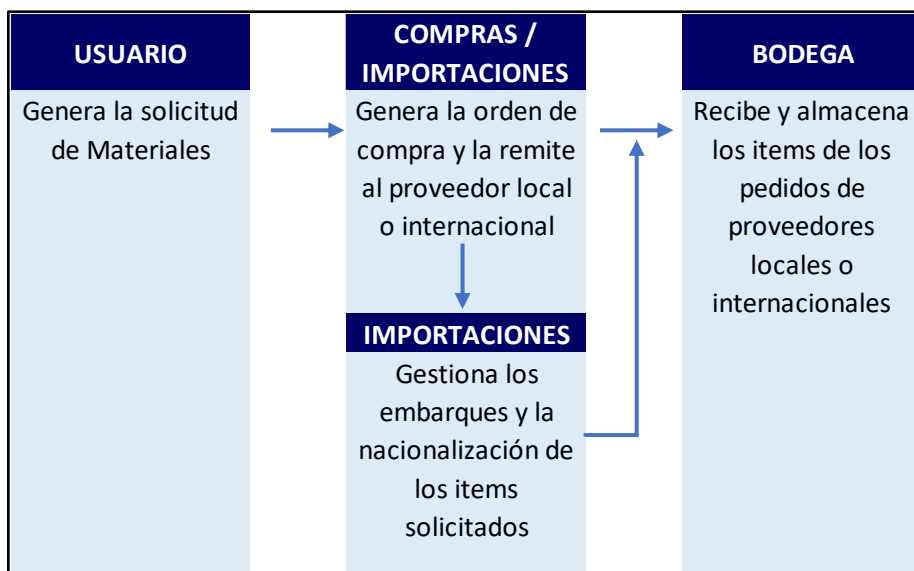 USUARIO
Genera la solicitud
de Materiales
COMPRAS /
IMPORTACIONES
Genera la orden de
compra y la remite
al proveedor local
o internacional
IMPORTACIONES
Gestiona los
embarques y la
nacionalización de
los items
solicitados
BODEGA
Recibe y almacena
los items de los
pedidos de
proveedores
locales o
internacionales